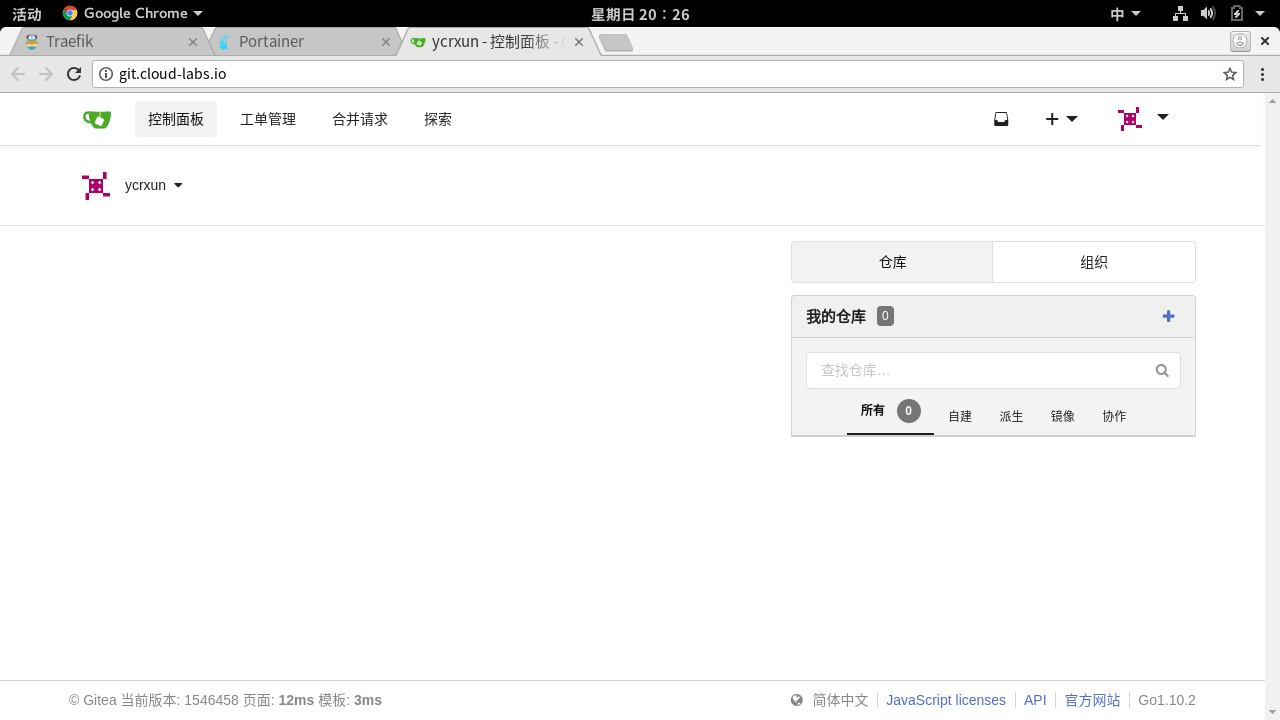 活动 Google Chrome 星期日 20：26 中
Traefik Portainer ycrxun - 控制面板 -
git.cloud-labs.io
控制面板 工单管理 合并请求 探索
ycrxun
仓库 组织
我的仓库 0
查找仓库…
所有 0 自建 派生 镜像 协作
© Gitea 当前版本: 1546458 页面: 12ms 模板: 3ms 简体中文 JavaScript licenses API 官方网站 Go1.10.2